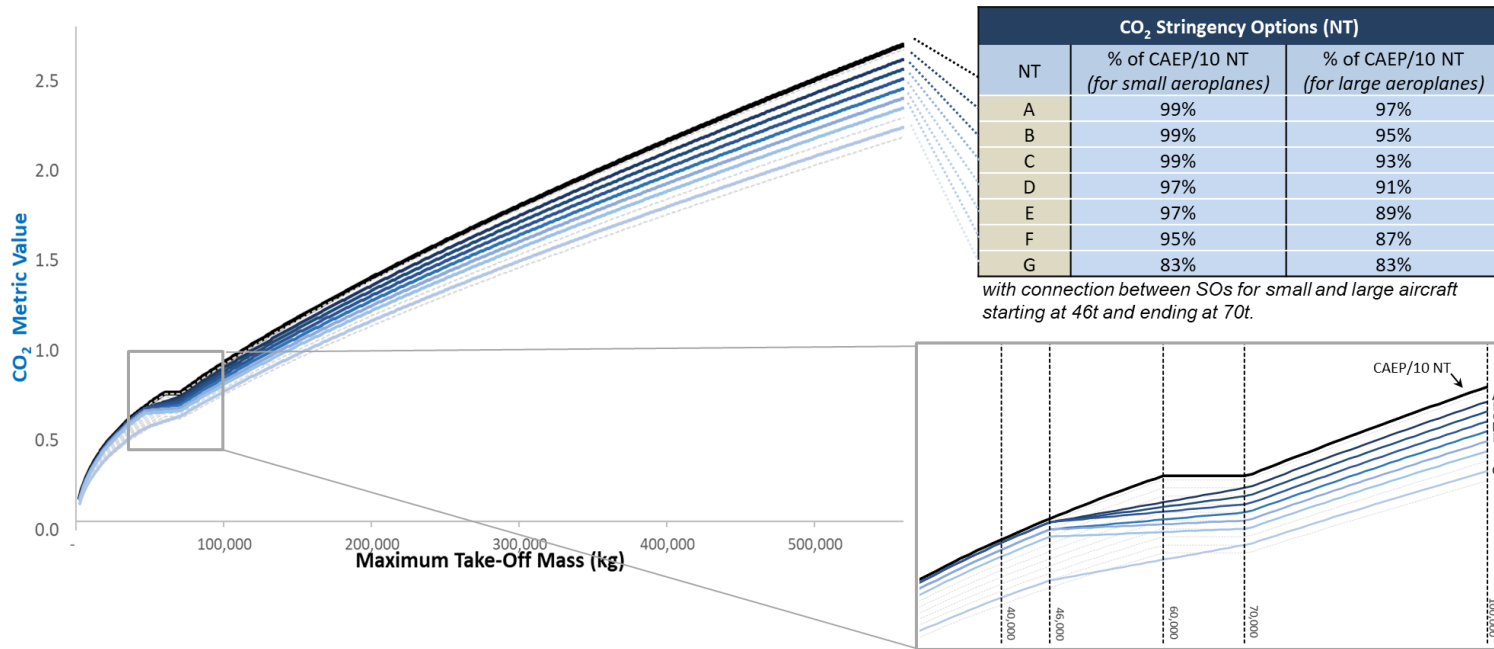 CO₂ Stringency Options (NT)
NT
% of CAEP/10 NT
(for small aeroplanes)
% of CAEP/10 NT
(for large aeroplanes)
A 99% 97%
B 99% 95%
C 99% 93%
D 97% 91%
E 97% 89%
F 95% 87%
G 83% 83%
with connection between SOs for small and large aircraft
starting at 46t and ending at 70t.
CO₂ Metric Value
2.5
2.0
1.5
1.0
0.5
0.0
-
100,000
200,000
300,000
400,000
500,000
Maximum Take-Off Mass (kg)
CAEP/10 NT
40,000
46,000
60,000
70,000